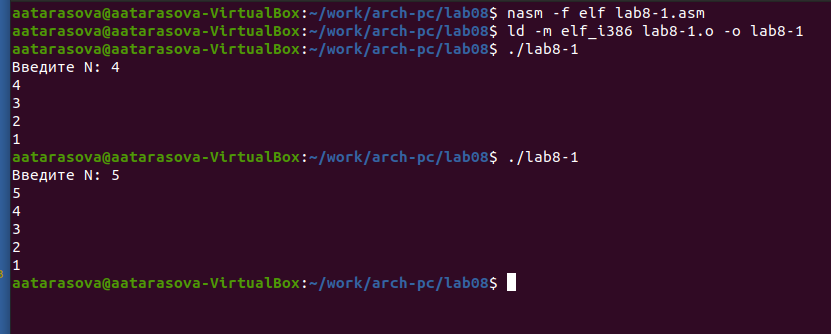 aatarasova@aatarasova-VirtualBox:~/work/arch-pc/lab08$ nasm -f elf lab8-1.asm
aatarasova@aatarasova-VirtualBox:~/work/arch-pc/lab08$ ld -m elf_i386 lab8-1.o -o lab8-1
aatarasova@aatarasova-VirtualBox:~/work/arch-pc/lab08$ ./lab8-1
Введите N: 4
4
3
2
1
aatarasova@aatarasova-VirtualBox:~/work/arch-pc/lab08$ ./lab8-1
Введите N: 5
5
4
3
2
1
aatarasova@aatarasova-VirtualBox:~/work/arch-pc/lab08$